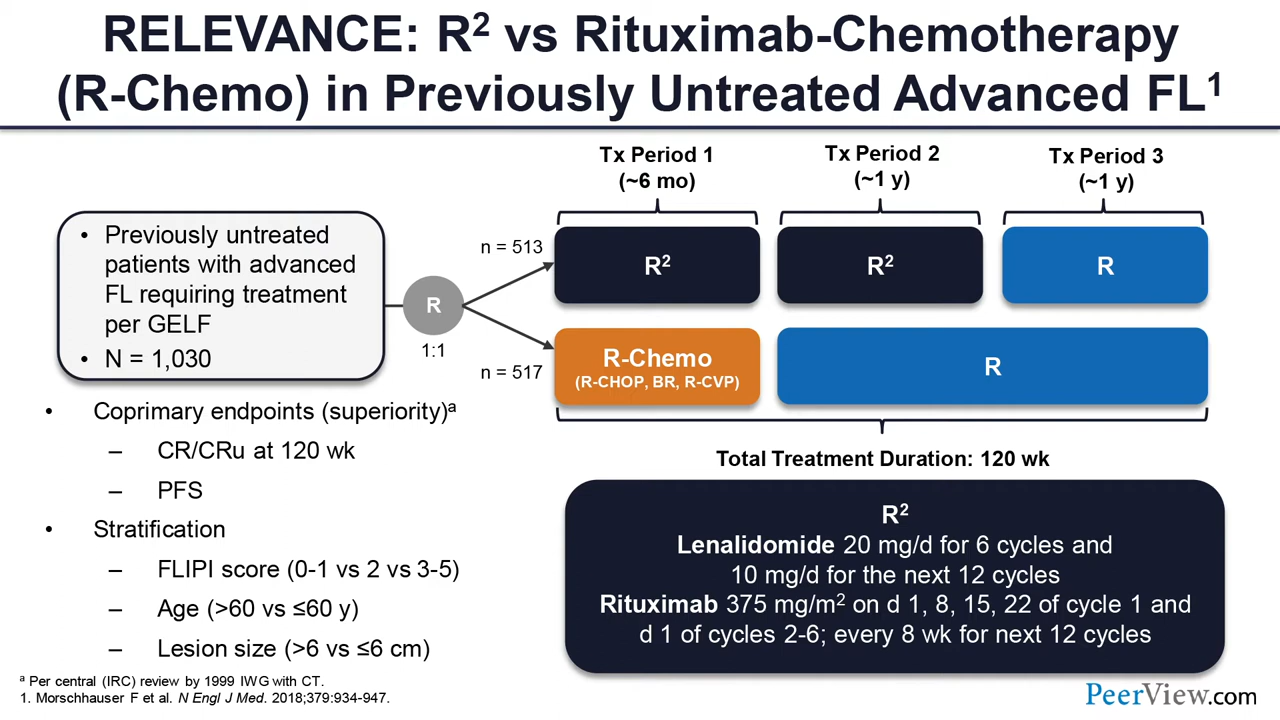 RELEVANCE: R² vs Rituximab-Chemotherapy
(R-Chemo) in Previously Untreated Advanced FL¹
Tx Period 1
(~6 mo)
Tx Period 2
(~1 y)
Tx Period 3
(~1 y)
• Previously untreated
patients with advanced
FL requiring treatment
per GELF
• N = 1,030
R
1:1
n = 513
R²
R²
R
n = 517
R-Chemo
(R-CHOP, BR, R-CVP)
R
Total Treatment Duration: 120 wk
• Coprimary endpoints (superiority)ᵃ
– CR/CRu at 120 wk
– PFS
• Stratification
– FLIPI score (0-1 vs 2 vs 3-5)
– Age (>60 vs ≤60 y)
– Lesion size (>6 vs ≤6 cm)
R²
Lenalidomide 20 mg/d for 6 cycles and
10 mg/d for the next 12 cycles
Rituximab 375 mg/m² on d 1, 8, 15, 22 of cycle 1 and
d 1 of cycles 2-6; every 8 wk for next 12 cycles
ᵃ Per central (IRC) review by 1999 IWG with CT.
1. Morschhauser F et al. N Engl J Med. 2018;379:934-947.
PeerView.com